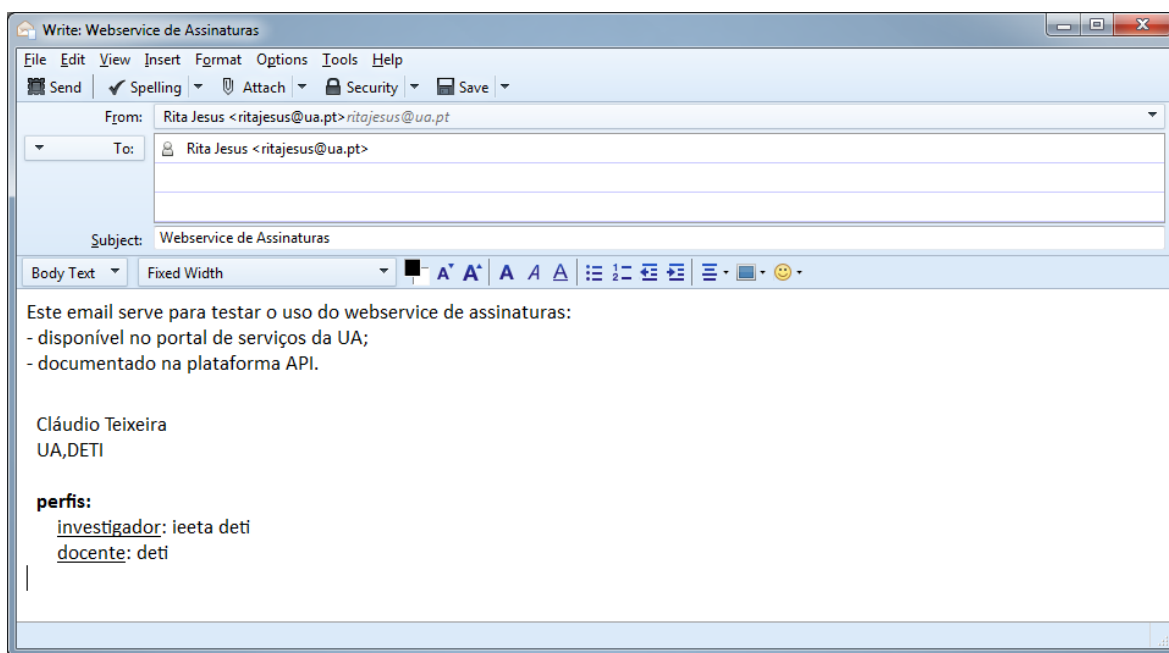 Write: Webservice de Assinaturas
File Edit View Insert Format Options Tools Help
Send Spelling Attach Security Save
From: Rita Jesus <ritajesus@ua.pt> ritajesus@ua.pt
To: Rita Jesus <ritajesus@ua.pt>
Subject: Webservice de Assinaturas
Body Text Fixed Width A A A A A
Este email serve para testar o uso do webservice de assinaturas:
- disponível no portal de serviços da UA;
- documentado na plataforma API.
Cláudio Teixeira
UA,DETI
perfis:
investigador: ieeta deti
docente: deti